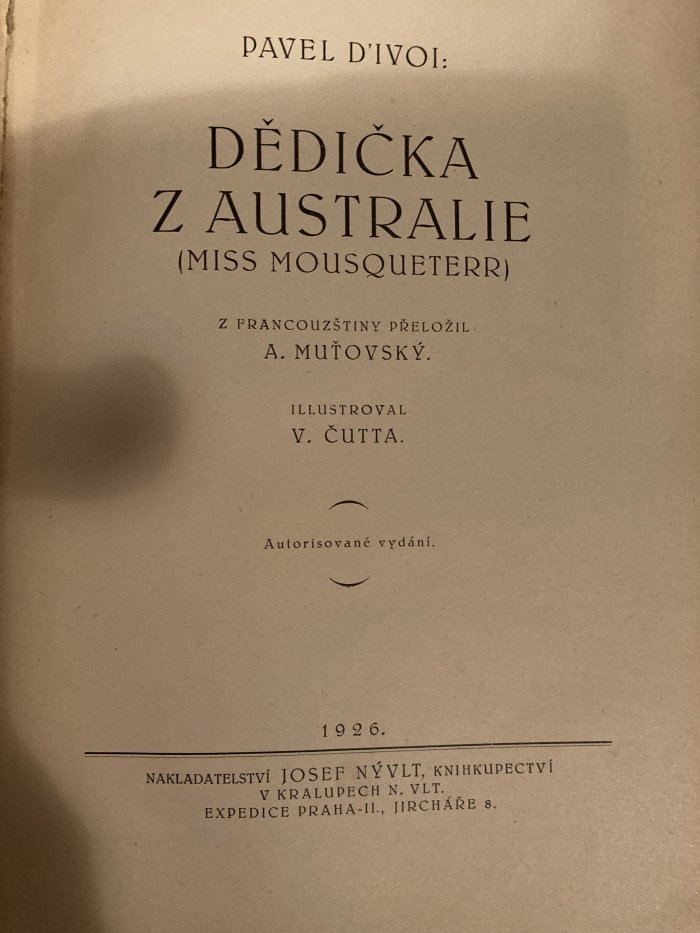 PAVEL D'IVOI:
DĚDIČKA
Z AUSTRALIE
(MISS MOUSQUETERR)
Z FRANCOUZŠTINY PŘELOŽIL
A. MUŤOVSKÝ.
ILLUSTROVAL
V. ČUTTA.
Autorisované vydání.
1926.
NAKLADATELSTVÍ JOSEF NÝVLT, KNIHKUPECTVÍ
V KRALUPECH N. VLT.
EXPEDICE PRAHA-II., JIRCHÁŘE 8.